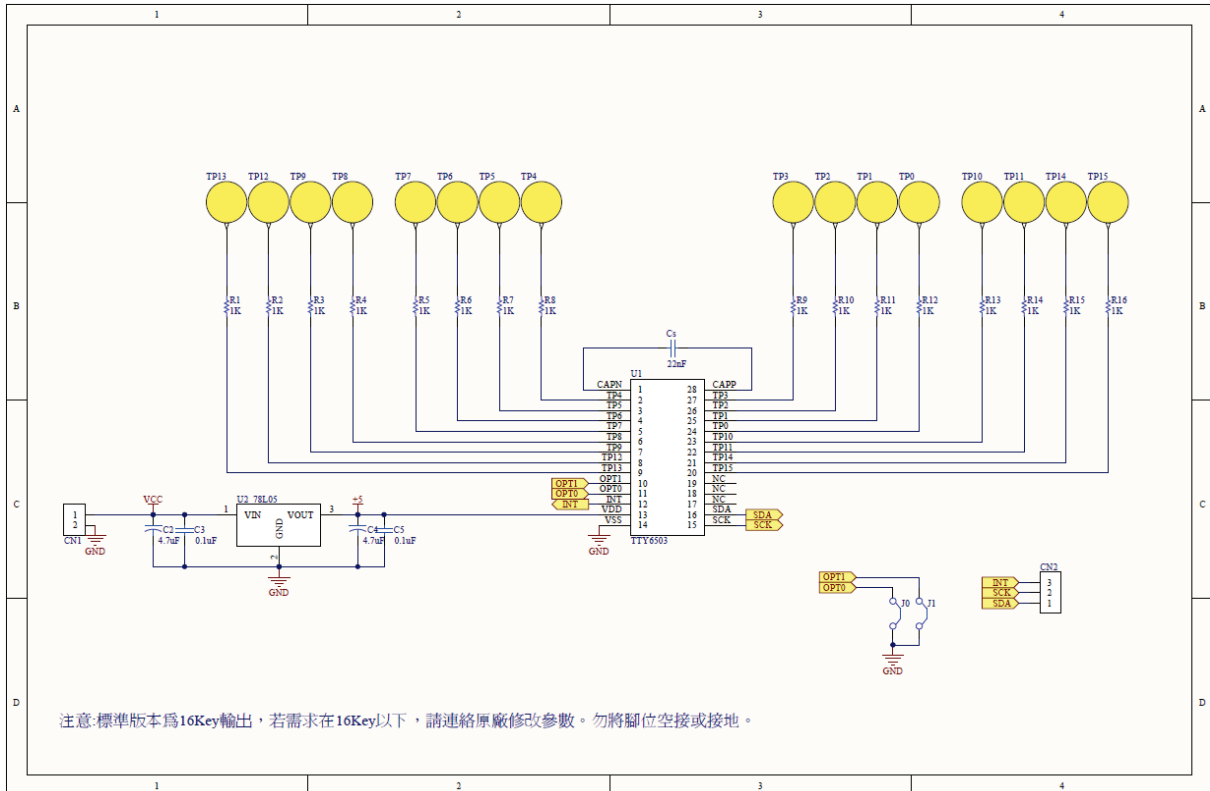 1 2 3 4
A A
TP13 TP12 TP9 TP8 TP7 TP6 TP5 TP4 TP3 TP2 TP1 TP0 TP10 TP11 TP14 TP15
B B
R1 R2 R3 R4 R5 R6 R7 R8 R9 R10 R11 R12 R13 R14 R15 R16
1K 1K 1K 1K 1K 1K 1K 1K 1K 1K 1K 1K 1K 1K 1K 1K
Cs
22nF
U1
CAPN 1 28 CAPP
TP4 2 27 TP3
TP5 3 26 TP2
TP6 4 25 TP1
TP7 5 24 TP0
TP8 6 23 TP10
TP9 7 22 TP11
TP12 8 21 TP14
TP13 9 20 TP15
OPT1 OPT1 10 19 NC
OPT0 OPT0 11 18 NC
INT INT 12 17 NC
VDD 13 16 SDA SDA
VSS 14 15 SCK SCK
GND TTY6503
C C
VCC U2 78L05 +5
1 1 VIN VOUT 3
2 GND
CN1 GND 2
C2 C3 C4 C5
4.7uF 0.1uF 4.7uF 0.1uF
GND
OPT1
OPT0
J0 J1
GND
CN2
INT 3
SCK 2
SDA 1
D D
注意:標準版本爲16Key輸出，若需求在16Key以下，請連絡原廠修改參數。勿將腳位空接或接地。
1 2 3 4